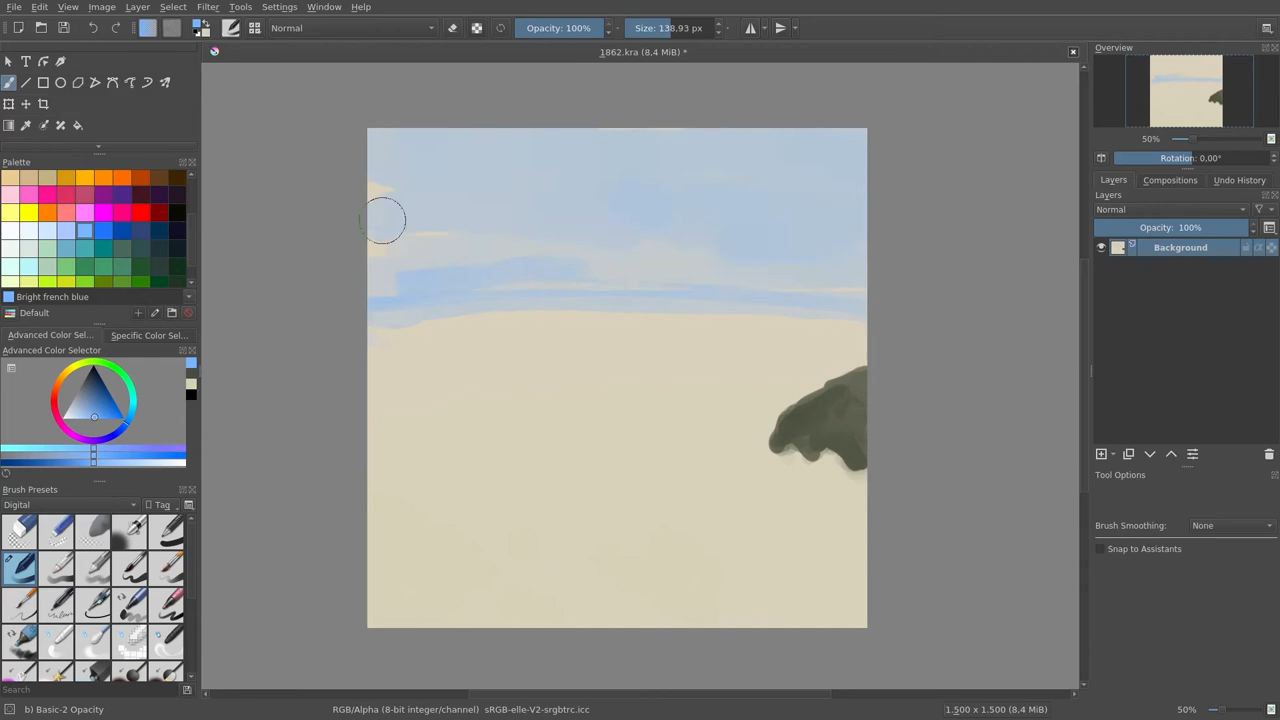 File Edit View Image Layer Select Filter Tools Settings Window Help
Normal Opacity: 100% Size: 138,93 px
1862.kra (8,4 MiB) *
Overview
50%
Rotation: 0,00°
Palette
Bright french blue
Default
Advanced Color Sel... Specific Color Sel...
Advanced Color Selector
Brush Presets
Digital Tag
Search
Layers Compositions Undo History
Layers
Normal
Opacity: 100%
Background
Tool Options
Brush Smoothing: None
Snap to Assistants
b) Basic-2 Opacity RGB/Alpha (8-bit integer/channel) sRGB-elle-V2-srgbtrc.icc 1.500 x 1.500 (8,4 MiB) 50%